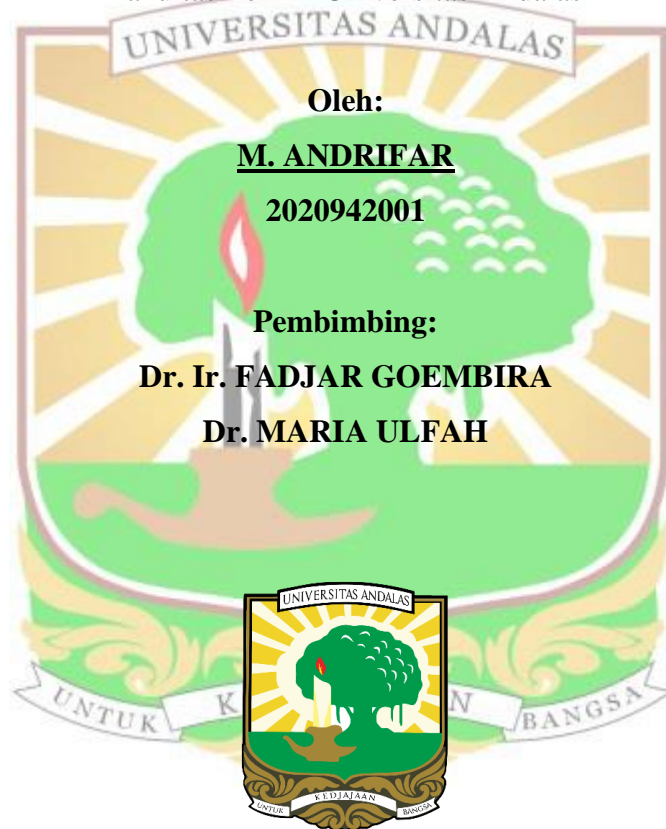 UNIVERSITAS ANDALAS
Oleh:
M. ANDRIFAR
2020942001
Pembimbing:
Dr. Ir. FADJAR GOEMBIRA
Dr. MARIA ULFAH
UNIVERSITAS ANDALAS
UNTUK K N BANGSA
UNTUK KEDJAJAAN BANGSA